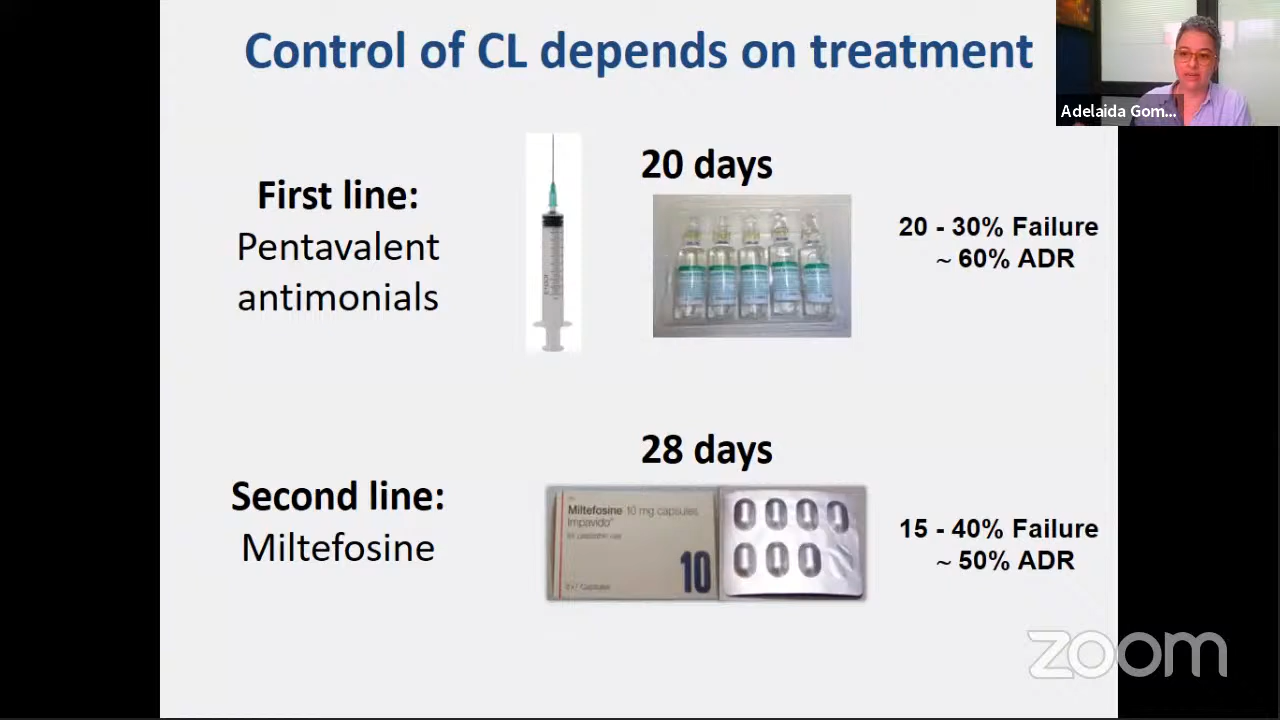 Control of CL depends on treatment
Adelaida Gom...
20 days
First line:
Pentavalent
antimonials
20 - 30% Failure
~ 60% ADR
28 days
Second line:
Miltefosine
Miltefosine 10 mg capsules
Impavido
10
15 - 40% Failure
~ 50% ADR
zoom